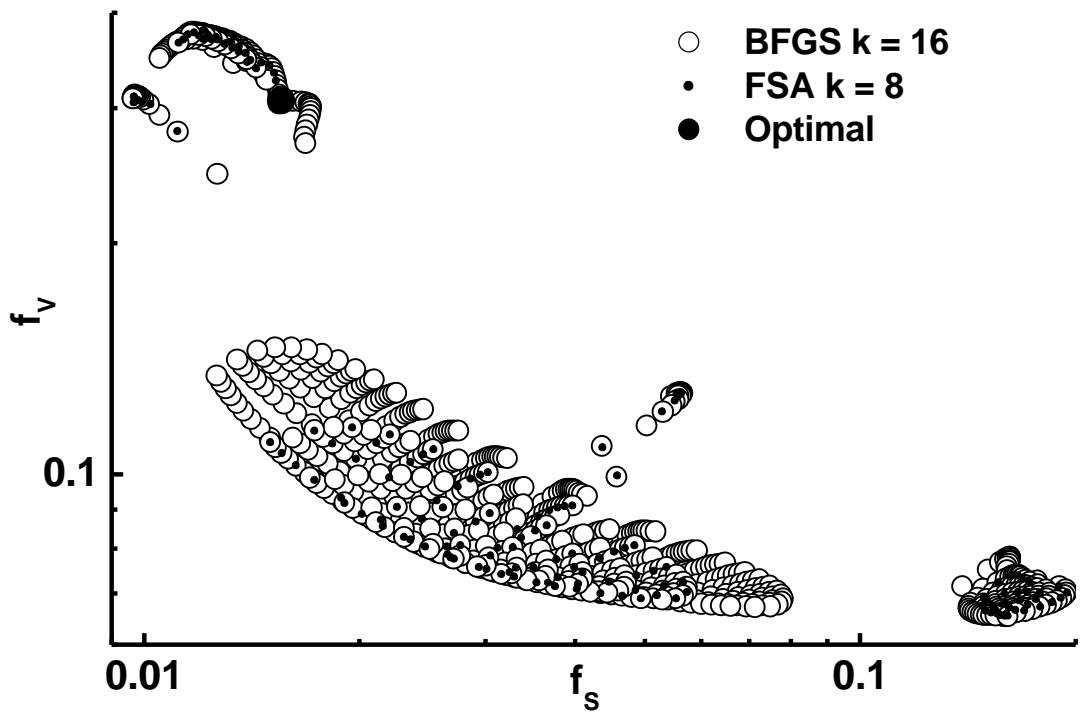 BFGS k = 16
FSA k = 8
Optimal
f_V
0.1
0.01
0.1
f_S